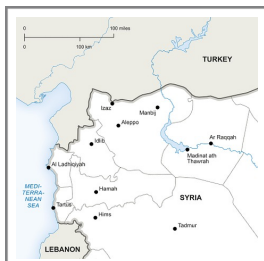 0 100 miles
0 100 km
TURKEY
Izaz
Manbij
Aleppo
Idlib
Ar Raqqah
Madinat ath
Thawrah
Al Ladhiqiyah
MEDI-
TERRA-
NEAN
SEA
Hamah
SYRIA
Tartus
Hims
Tadmur
LEBANON